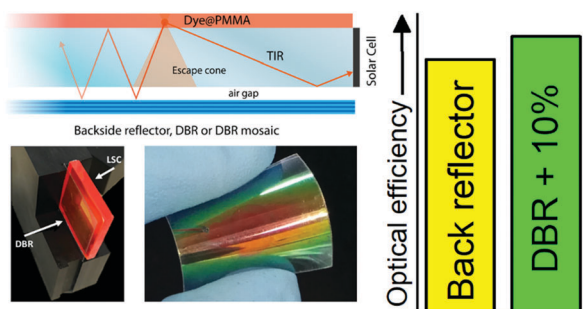 Dye@PMMA
TIR
Escape cone
Solar Cell
air gap
Backside reflector, DBR or DBR mosaic
LSC
DBR
Optical efficiency
Back reflector
DBR + 10%